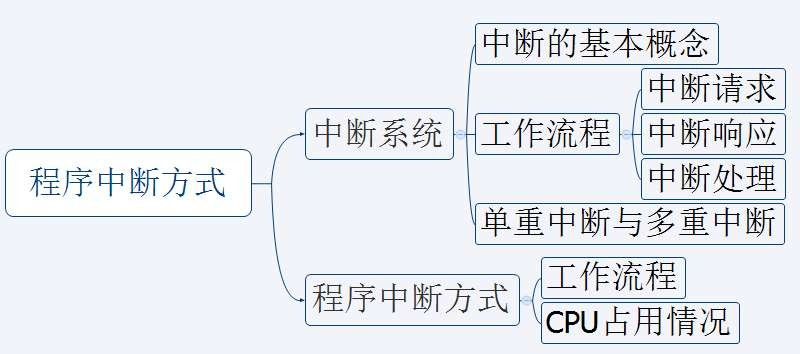 程序中断方式
中断系统
中断的基本概念
工作流程
中断请求
中断响应
中断处理
单重中断与多重中断
程序中断方式
工作流程
CPU占用情况